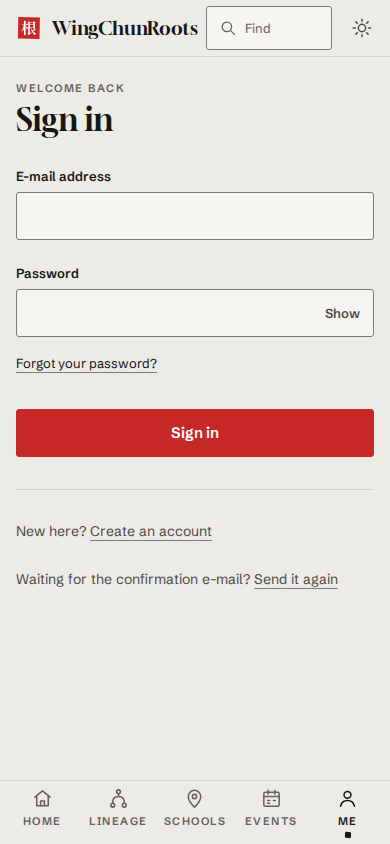 根 WingChunRoots Find
WELCOME BACK
Sign in
E-mail address
Password
Show
Forgot your password?
Sign in
New here? Create an account
Waiting for the confirmation e-mail? Send it again
HOME LINEAGE SCHOOLS EVENTS ME